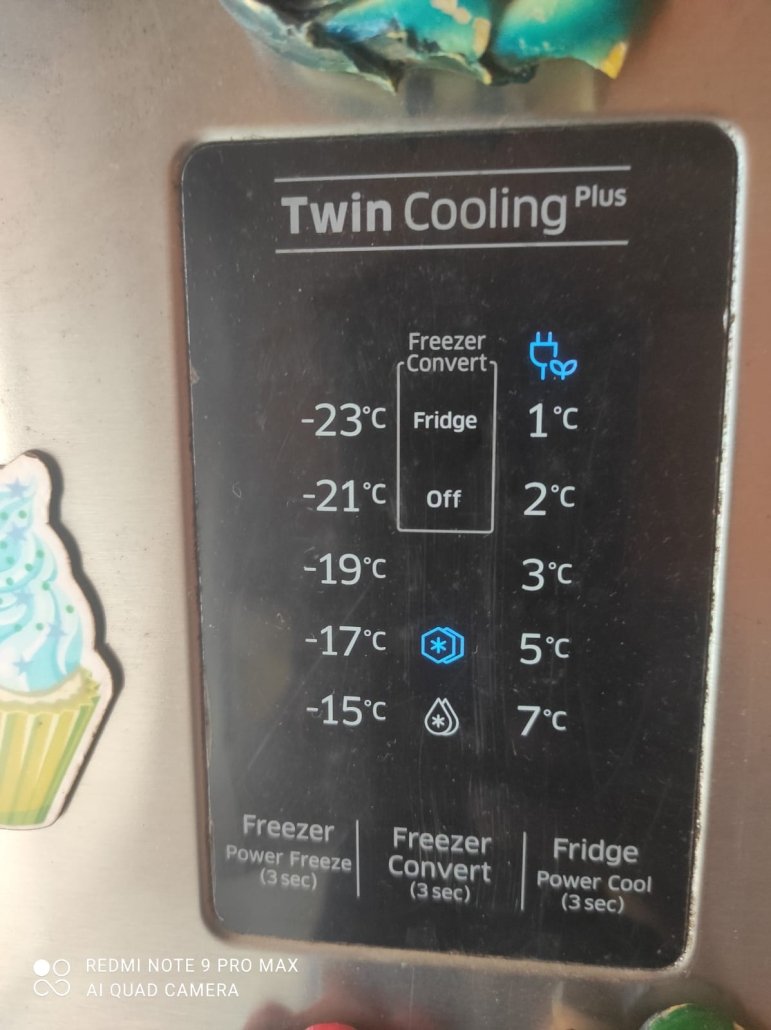 Twin Cooling Plus
Freezer
Convert
-23°C Fridge 1°C
-21°C Off 2°C
-19°C 3°C
-17°C 5°C
-15°C 7°C
Freezer
Power Freeze
(3 sec)
Freezer
Convert
(3 sec)
Fridge
Power Cool
(3 sec)
REDMI NOTE 9 PRO MAX
AI QUAD CAMERA